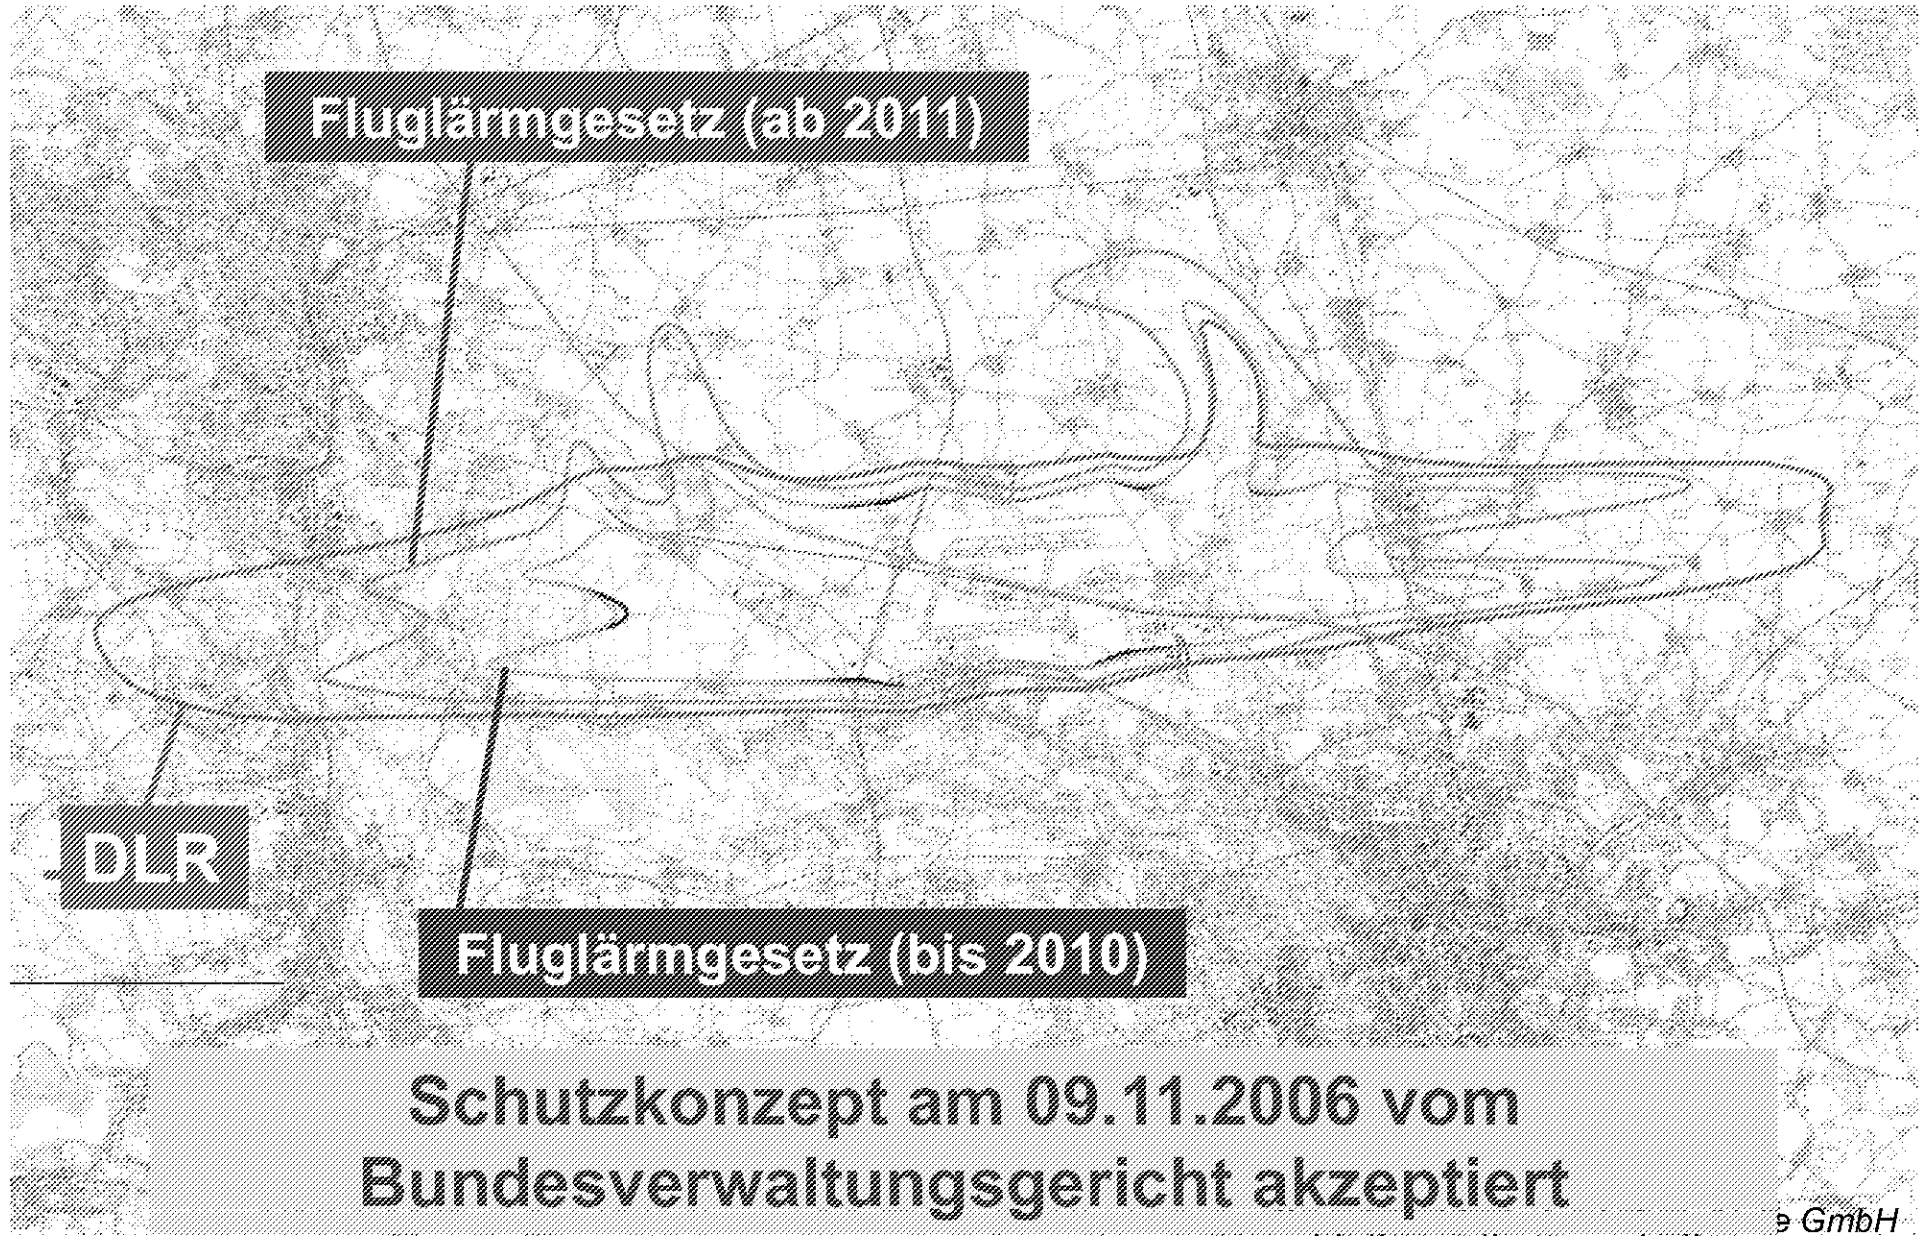 Fluglärmgesetz (ab 2011)
DLR
Fluglärmgesetz (bis 2010)
Schutzkonzept am 09.11.2006 vom
Bundesverwaltungsgericht akzeptiert
GmbH